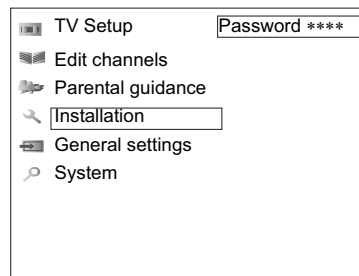 TV Setup
Password ****
Edit channels
Parental guidance
Installation
General settings
System